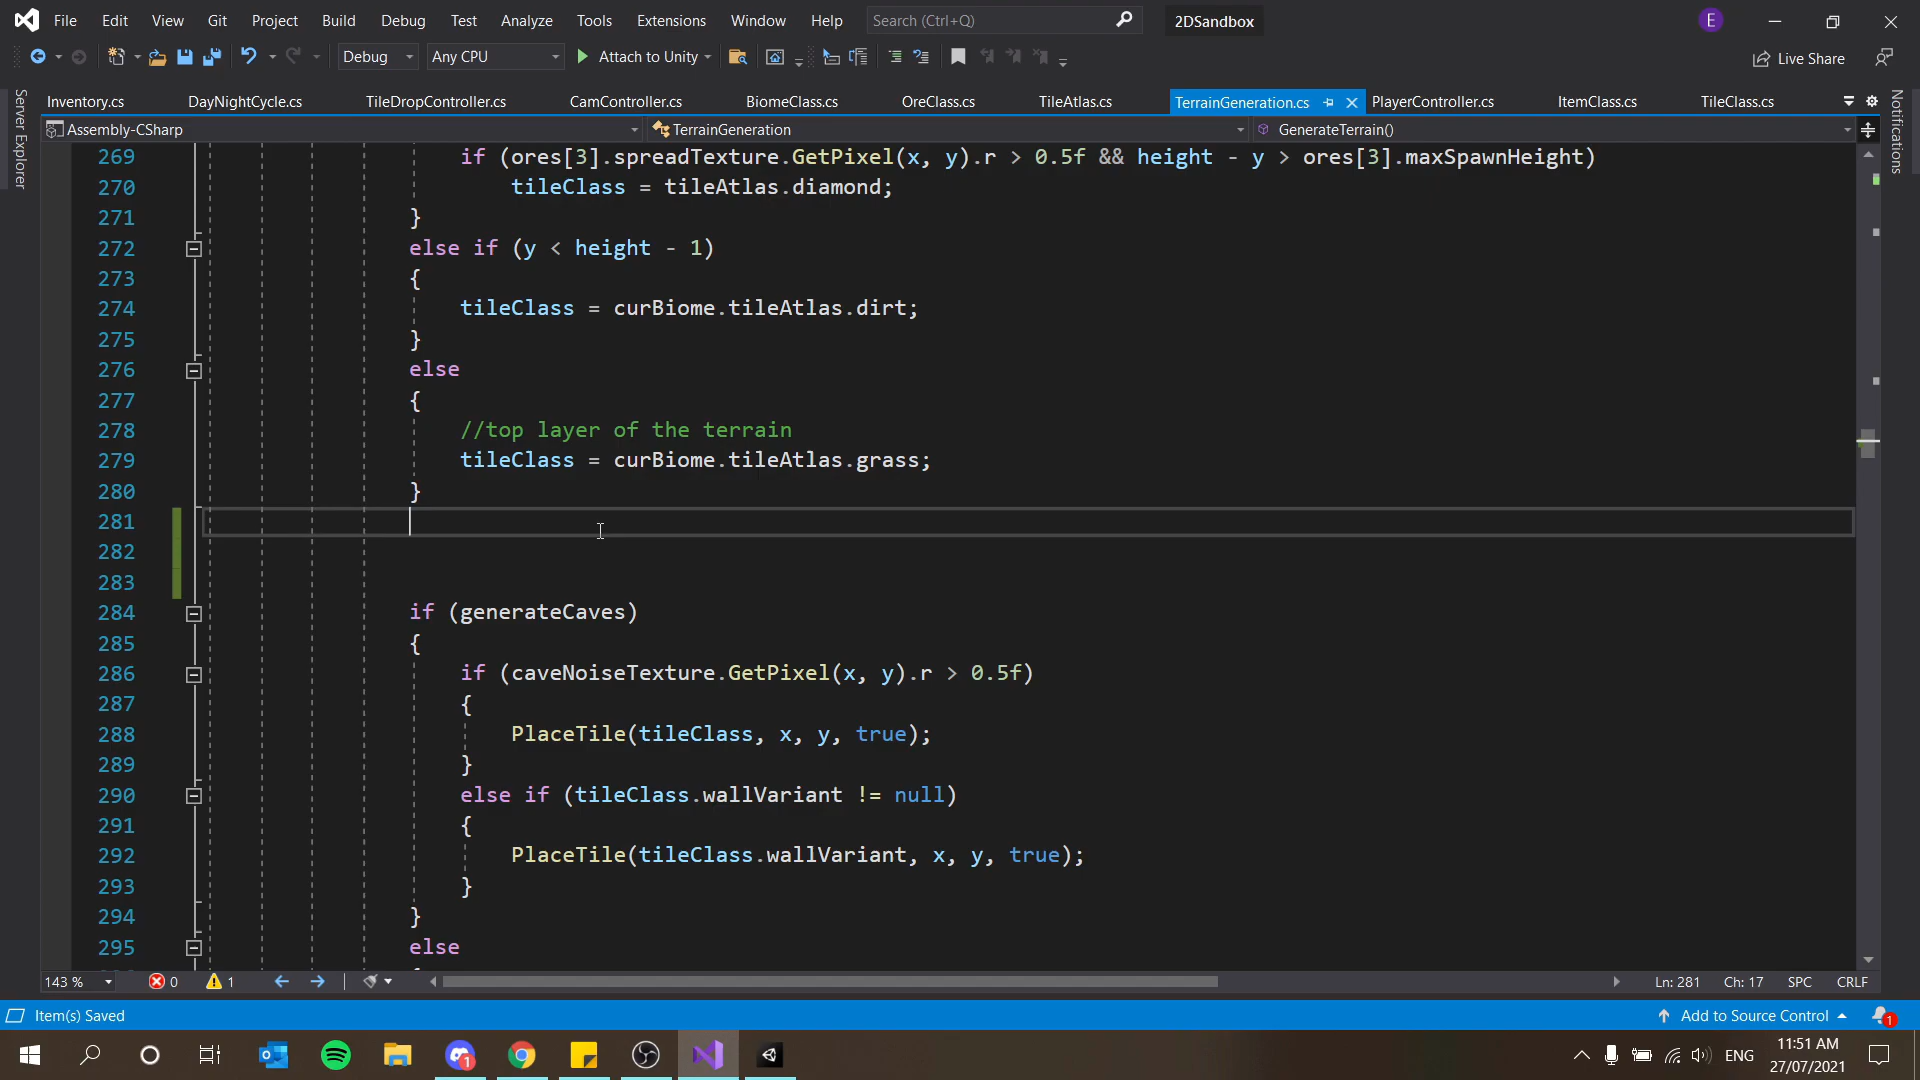 File Edit View Git Project Build Debug Test Analyze Tools Extensions Window Help Search (Ctrl+Q) 2DSandbox E
Debug Any CPU Attach to Unity Live Share
Inventory.cs DayNightCycle.cs TileDropController.cs CamController.cs BiomeClass.cs OreClass.cs TileAtlas.cs TerrainGeneration.cs PlayerController.cs ItemClass.cs TileClass.cs
Server Explorer
Notifications
Assembly-CSharp TerrainGeneration GenerateTerrain()
269 if (ores[3].spreadTexture.GetPixel(x, y).r > 0.5f && height - y > ores[3].maxSpawnHeight)
270 tileClass = tileAtlas.diamond;
271 }
272 else if (y < height - 1)
273 {
274 tileClass = curBiome.tileAtlas.dirt;
275 }
276 else
277 {
278 //top layer of the terrain
279 tileClass = curBiome.tileAtlas.grass;
280 }
281
282
283
284 if (generateCaves)
285 {
286 if (caveNoiseTexture.GetPixel(x, y).r > 0.5f)
287 {
288 PlaceTile(tileClass, x, y, true);
289 }
290 else if (tileClass.wallVariant != null)
291 {
292 PlaceTile(tileClass.wallVariant, x, y, true);
293 }
294 }
295 else
143 % 0 1 Ln: 281 Ch: 17 SPC CRLF
Item(s) Saved Add to Source Control 1
1 ENG 11:51 AM
27/07/2021